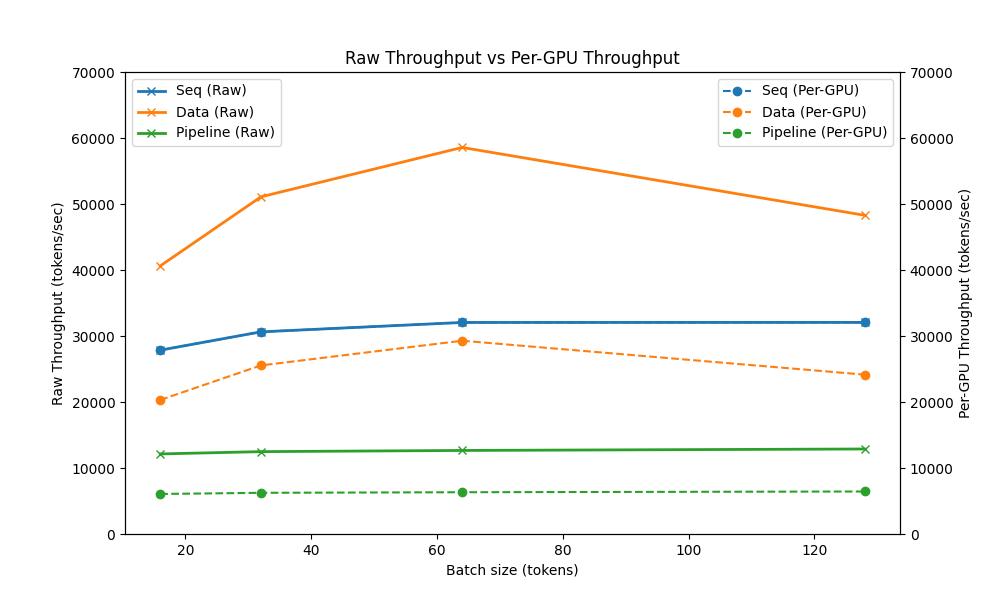 Raw Throughput vs Per-GPU Throughput
Raw Throughput (tokens/sec)
70000
60000
50000
40000
30000
20000
10000
0
Seq (Raw)
Data (Raw)
Pipeline (Raw)
Seq (Per-GPU)
Data (Per-GPU)
Pipeline (Per-GPU)
70000
60000
50000
40000
30000
20000
10000
0
Per-GPU Throughput (tokens/sec)
20 40 60 80 100 120
Batch size (tokens)